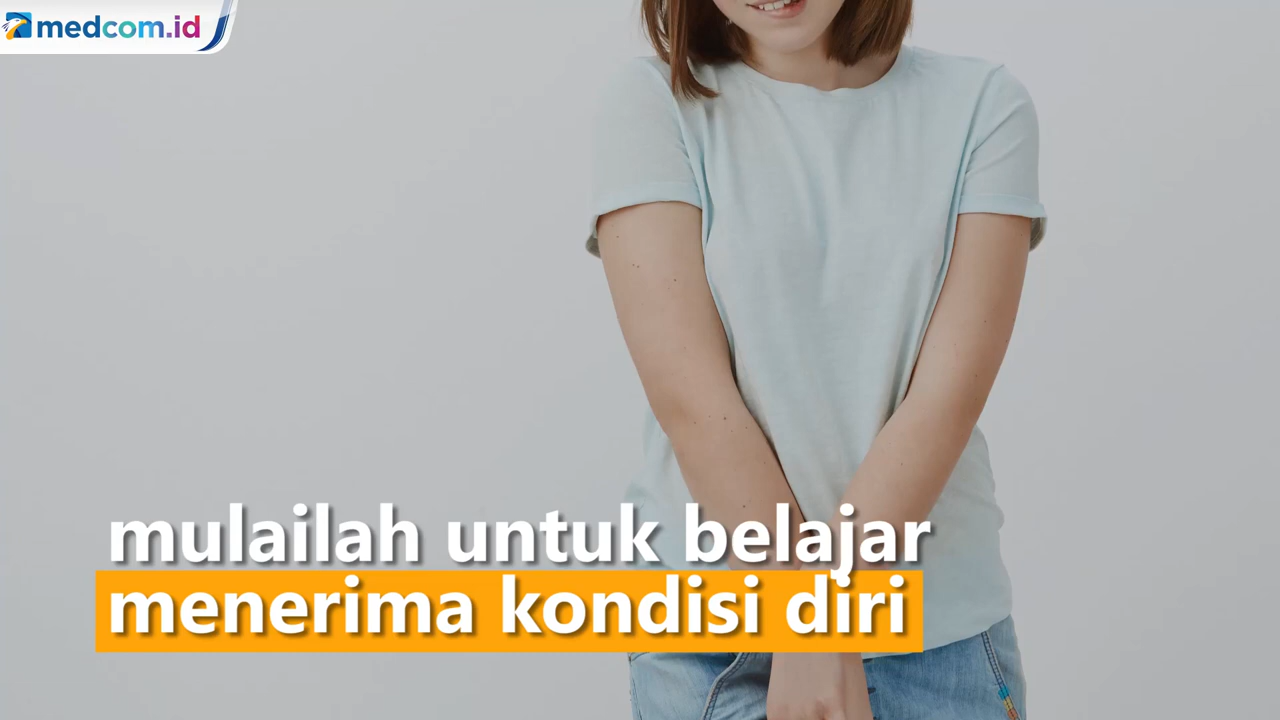 medcom.id
mulailah untuk belajar
menerima kondisi diri